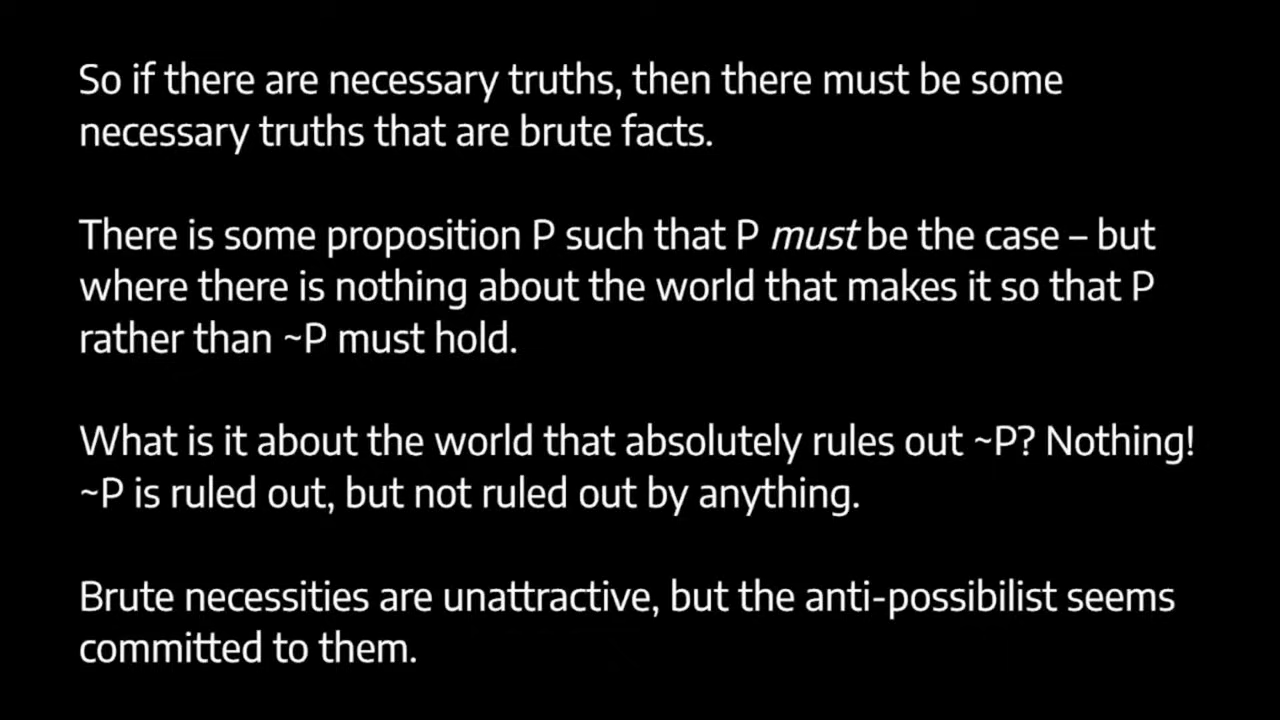 So if there are necessary truths, then there must be some
necessary truths that are brute facts.
There is some proposition P such that P must be the case – but
where there is nothing about the world that makes it so that P
rather than ~P must hold.
What is it about the world that absolutely rules out ~P? Nothing!
~P is ruled out, but not ruled out by anything.
Brute necessities are unattractive, but the anti-possibilist seems
committed to them.